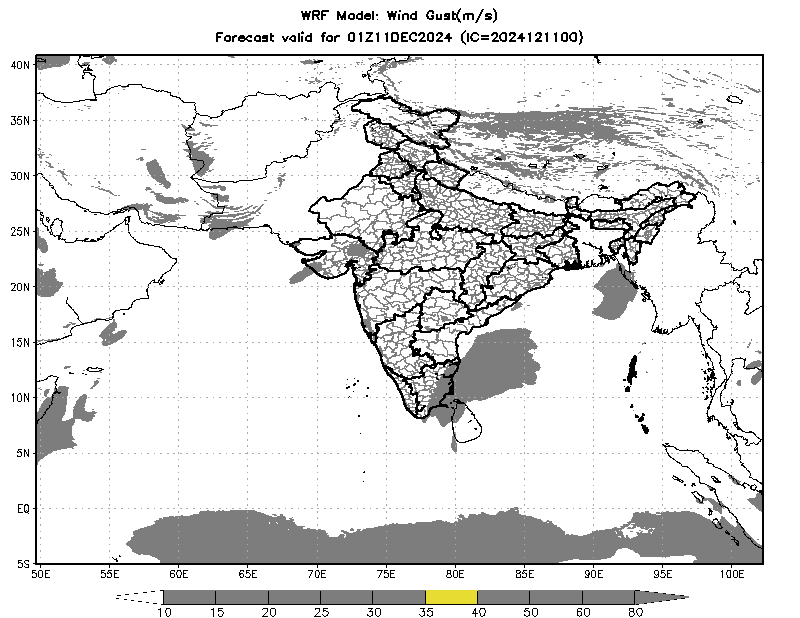 WRF Model: Wind Gust(m/s)
Forecast valid for 01Z11DEC2024 (IC=2024121100)
40N
35N
30N
25N
20N
15N
10N
5N
EQ
5S
50E 55E 60E 65E 70E 75E 80E 85E 90E 95E 100E
10 15 20 25 30 35 40 50 60 80